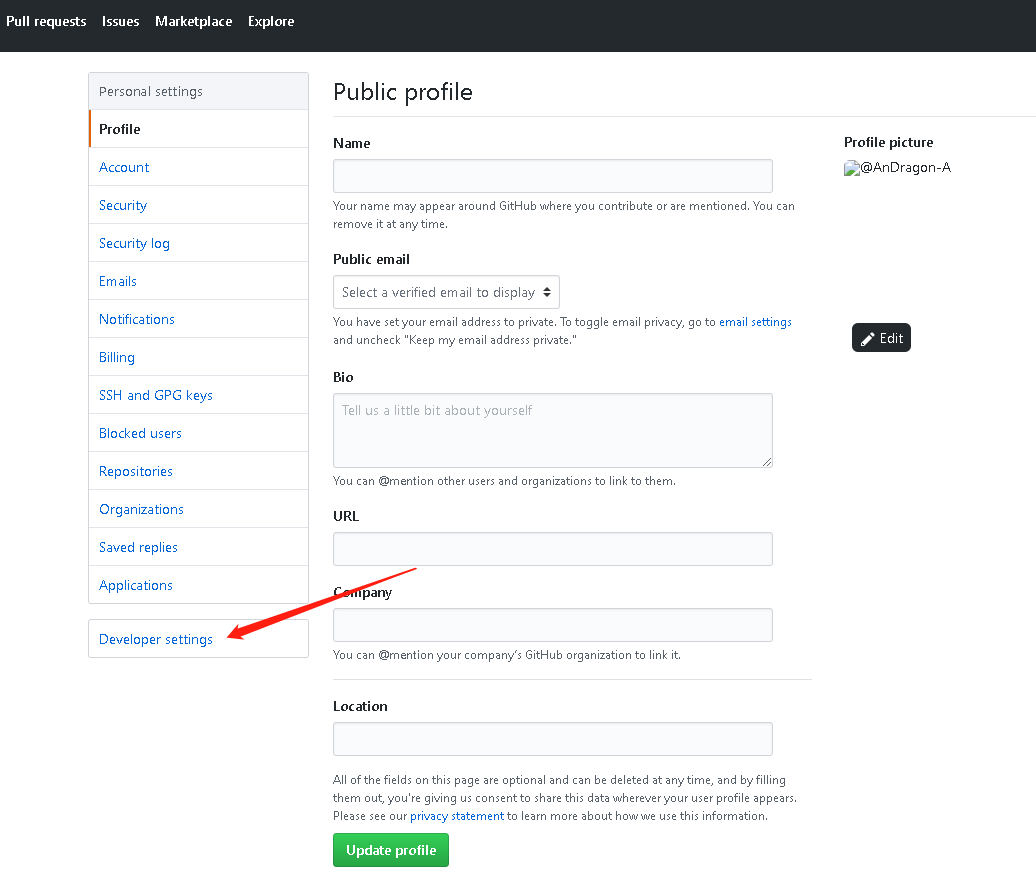 Pull requests Issues Marketplace Explore
Personal settings
Profile
Account
Security
Security log
Emails
Notifications
Billing
SSH and GPG keys
Blocked users
Repositories
Organizations
Saved replies
Applications
Developer settings
Public profile
Name
Your name may appear around GitHub where you contribute or are mentioned. You can
remove it at any time.
Public email
Select a verified email to display
You have set your email address to private. To toggle email privacy, go to email settings
and uncheck "Keep my email address private."
Bio
Tell us a little bit about yourself
You can @mention other users and organizations to link to them.
URL
Company
You can @mention your company's GitHub organization to link it.
Location
All of the fields on this page are optional and can be deleted at any time, and by filling
them out, you're giving us consent to share this data wherever your user profile appears.
Please see our privacy statement to learn more about how we use this information.
Update profile
Profile picture
@AnDragon-A
Edit